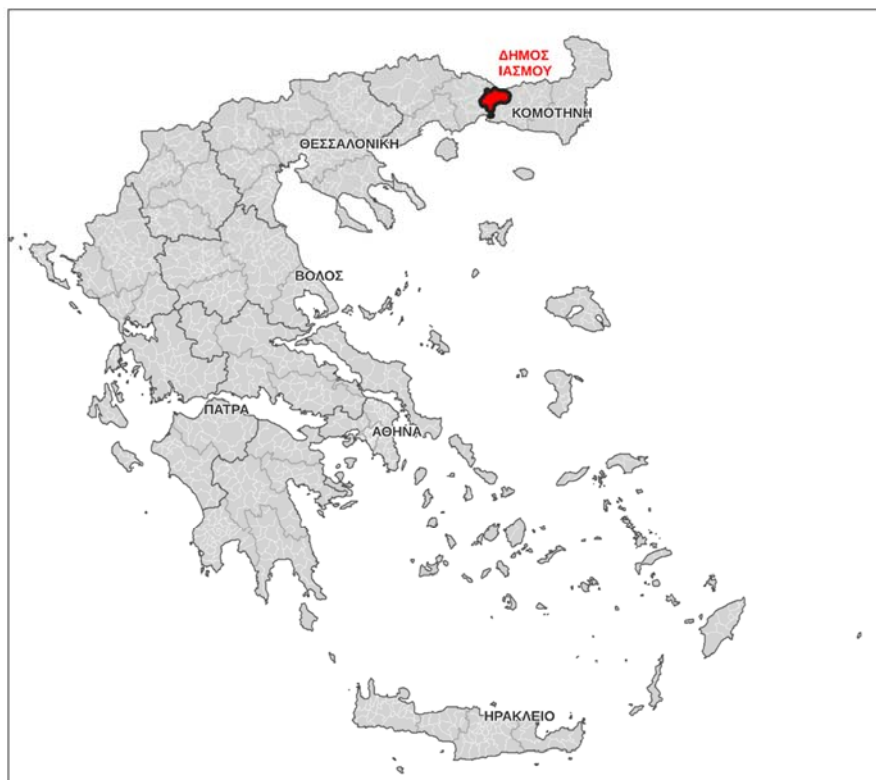 ΔΗΜΟΣ
ΙΑΣΜΟΥ
ΚΟΜΟΤΗΝΗ
ΘΕΣΣΑΛΟΝΙΚΗ
ΒΟΛΟΣ
ΠΑΤΡΑ
ΑΘΗΝΑ
ΗΡΑΚΛΕΙΟ